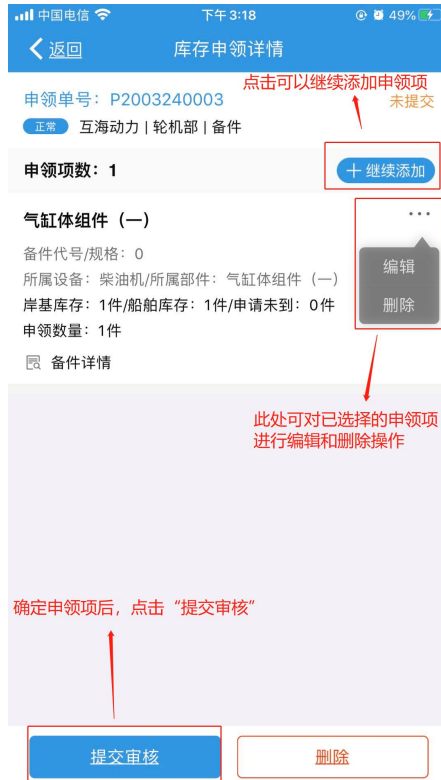 中国电信 下午3:18 49%
返回 库存申领详情
点击可以继续添加申领项
申领单号：P2003240003 未提交
正常 互海动力 | 轮机部 | 备件
申领项数：1 继续添加
气缸体组件（一） ...
备件代号/规格：0
编辑
所属设备：柴油机/所属部件：气缸体组件（一）
岸基库存：1件/船舶库存：1件/申请未到：0件
删除
申领数量：1件
备件详情
此处可对已选择的申领项
进行编辑和删除操作
确定申领项后，点击“提交审核”
提交审核 删除